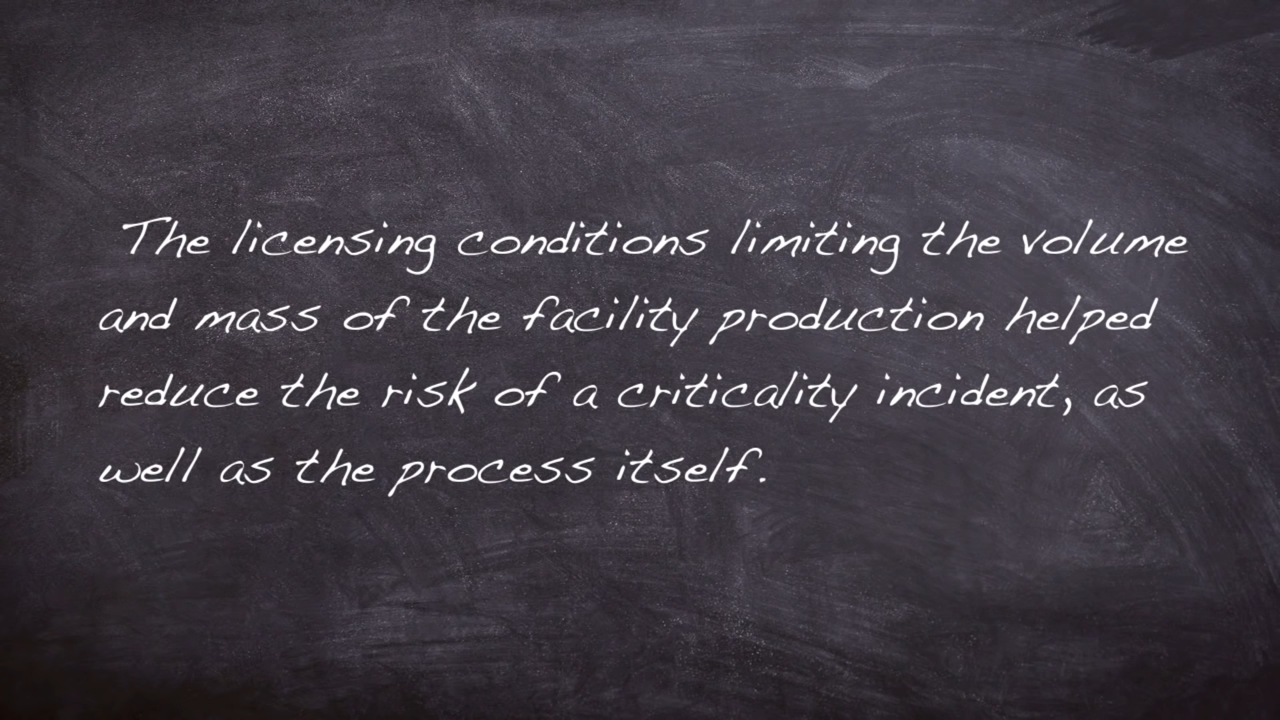 The licensing conditions limiting the volume
and mass of the facility production helped
reduce the risk of a criticality incident, as
well as the process itself.